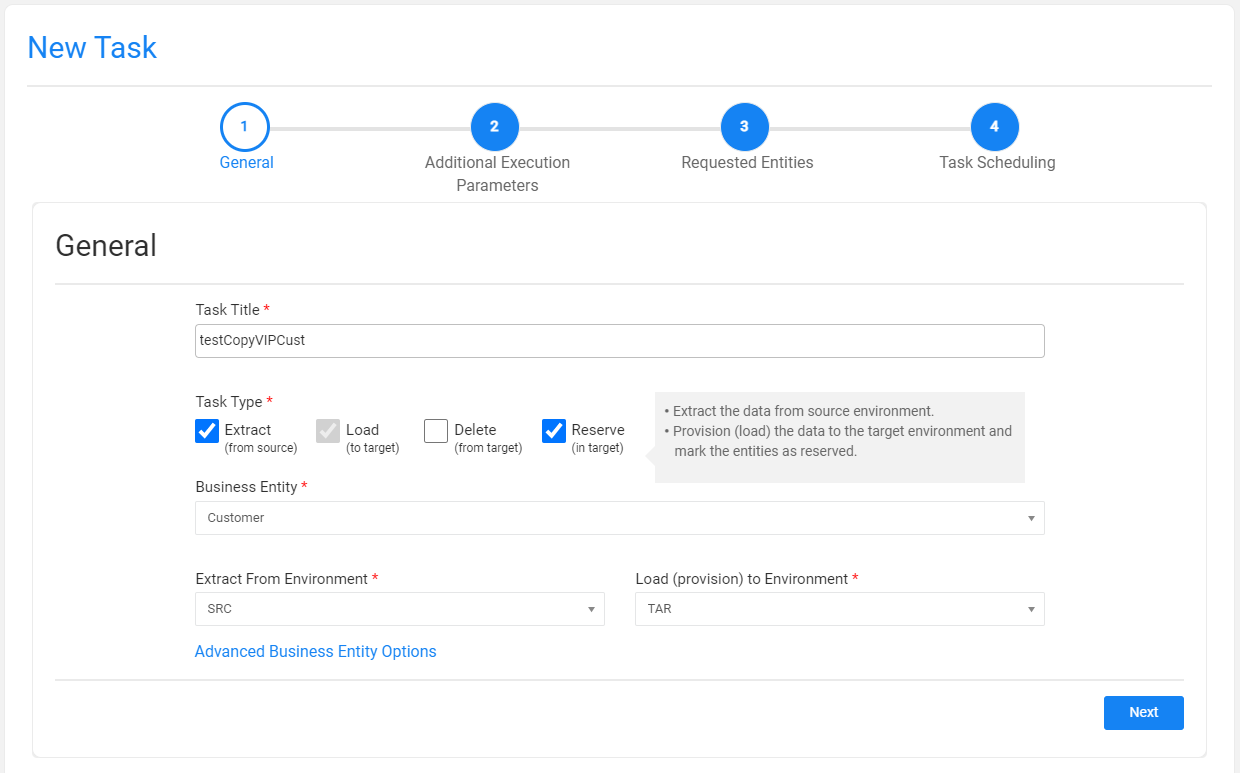 New Task
1
2
3
4
General
Additional Execution
Parameters
Requested Entities
Task Scheduling
General
Task Title *
testCopyVIPCust
Task Type *
Extract
(from source)
Load
(to target)
Delete
(from target)
Reserve
(in target)
• Extract the data from source environment.
• Provision (load) the data to the target environment and
mark the entities as reserved.
Business Entity *
Customer
Extract From Environment *
SRC
Load (provision) to Environment *
TAR
Advanced Business Entity Options
Next